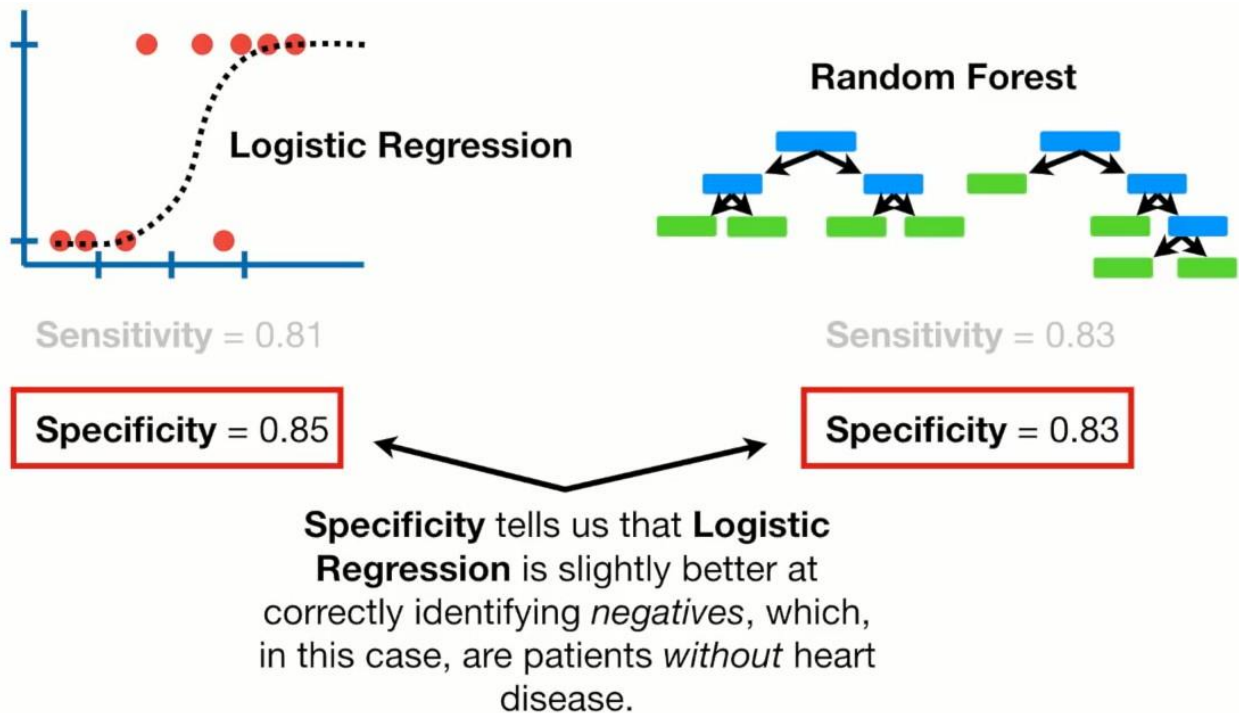 Random Forest
Logistic Regression
Sensitivity = 0.81
Sensitivity = 0.83
Specificity = 0.85
Specificity = 0.83
Specificity tells us that Logistic
Regression is slightly better at
correctly identifying negatives, which,
in this case, are patients without heart
disease.